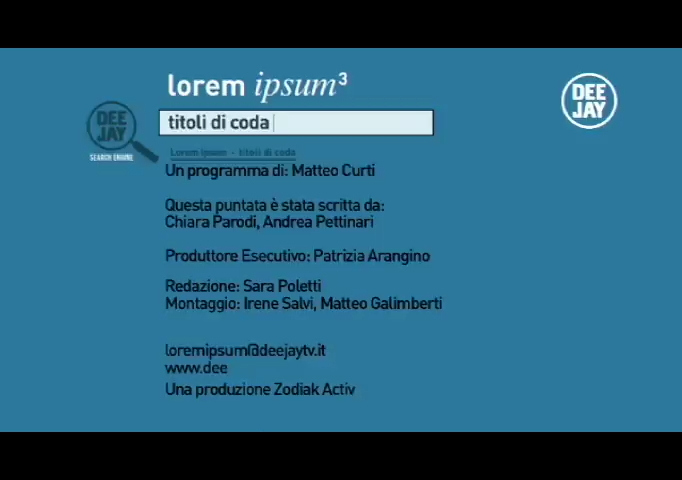 lorem ipsum³
DEE
JAY
DEE
JAY
SEARCH ENGINE
titoli di coda
Lorem Ipsum - titoli di coda
Un programma di: Matteo Curti
Questa puntata è stata scritta da:
Chiara Parodi, Andrea Pettinari
Produttore Esecutivo: Patrizia Arangino
Redazione: Sara Poletti
Montaggio: Irene Salvi, Matteo Galimberti
loremipsum@deejaytv.it
www.dee
Una produzione Zodiak Activ